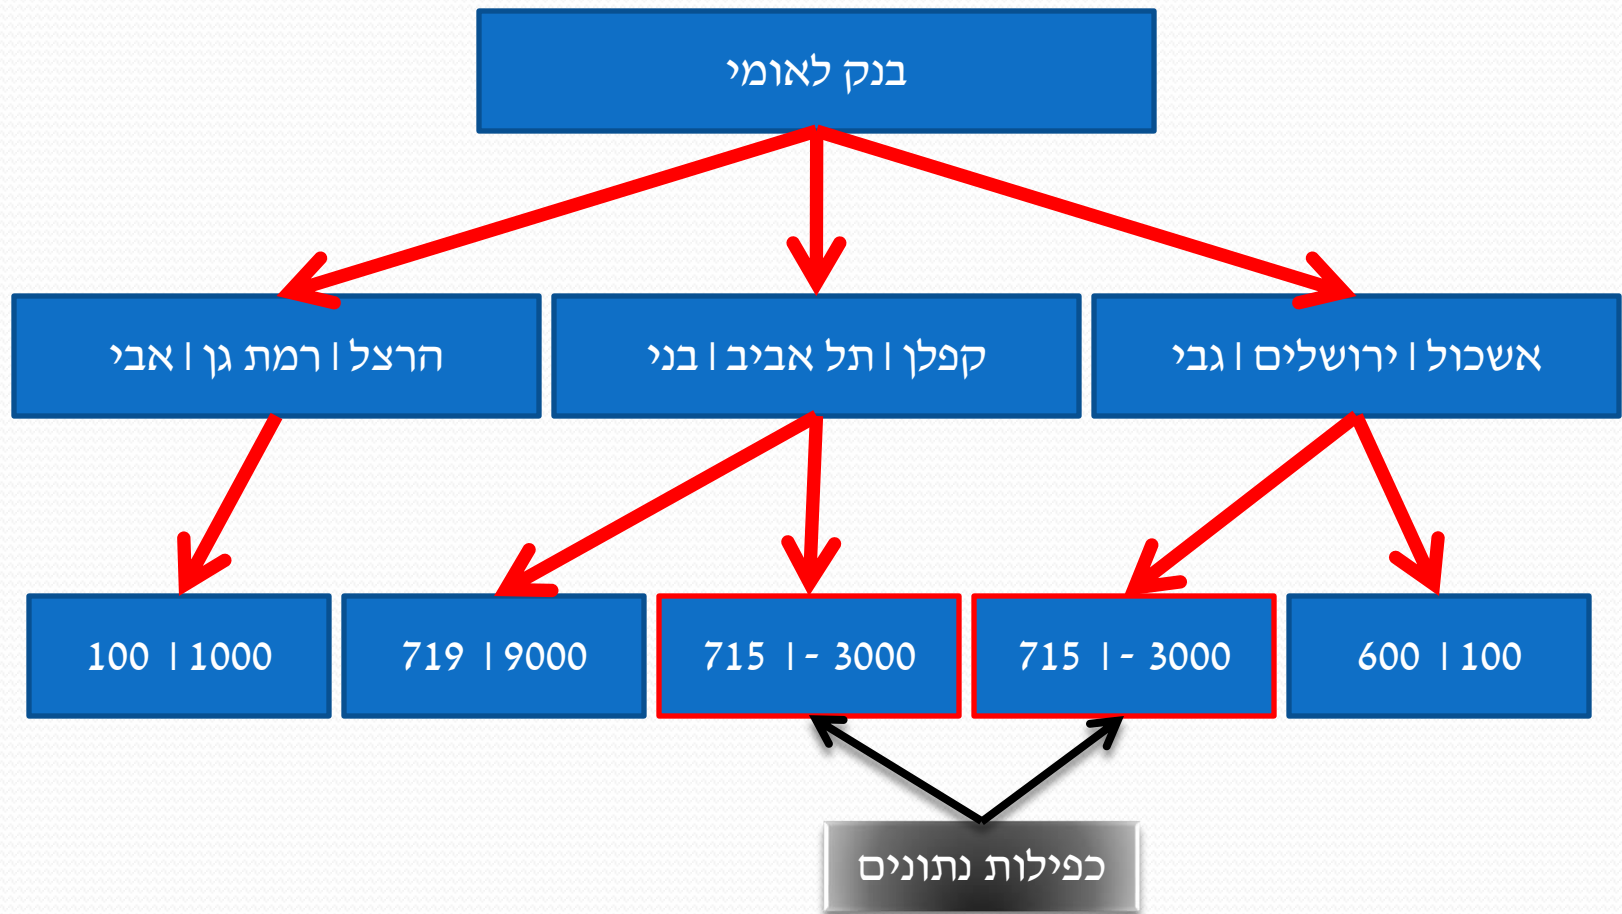 בנק לאומי
אשכול | ירושלים | גבי
קפלן | תל אביב | בני
הרצל | רמת גן | אבי
100 | 1000
719 | 9000
715 | - 3000
715 | - 3000
600 | 100
כפילות נתונים